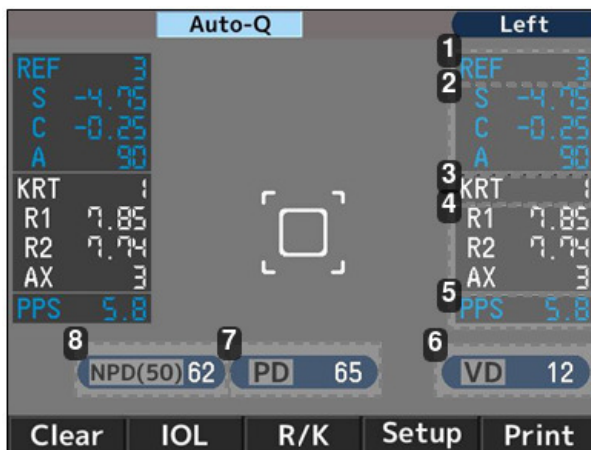 Auto-Q Left
REF 3
S -4.75
C -0.25
A 90
KRT 1
R1 7.85
R2 7.74
AX 3
PPS 5.8
1
REF 3
2
S -4.75
C -0.25
A 90
3
KRT 1
4
R1 7.85
R2 7.74
AX 3
5
PPS 5.8
8 7 6
NPD(50) 62 PD 65 VD 12
Clear IOL R/K Setup Print